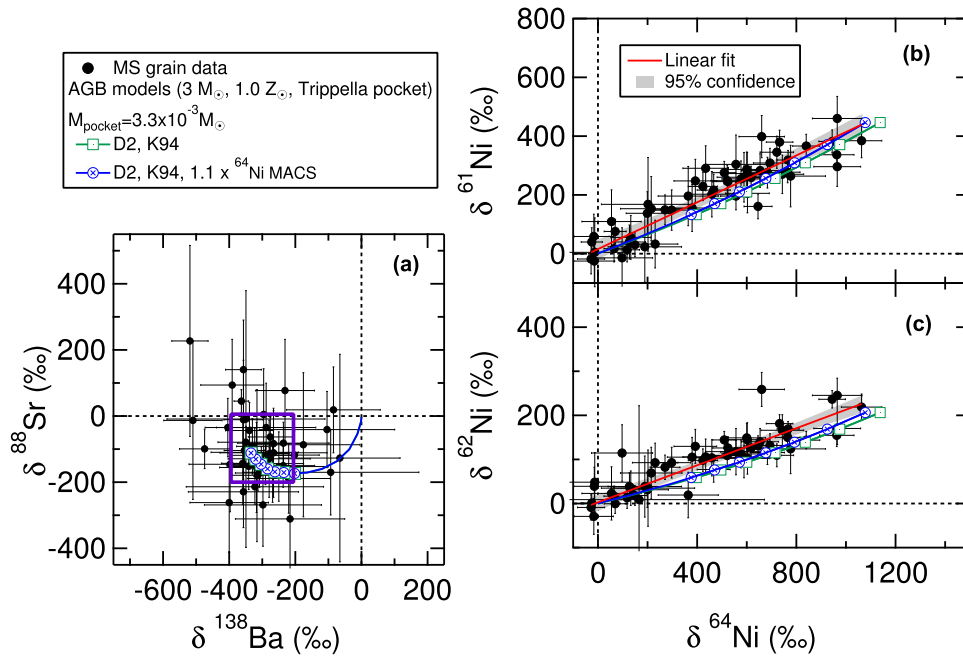 MS grain data
AGB models (3 M☉, 1.0 Z☉, Trippella pocket)
M_pocket=3.3x10^-3 M☉
D2, K94
D2, K94, 1.1 x ^64Ni MACS
(a)
400
200
0
-200
-400
δ ^88Sr (‰)
-600
-400
-200
0
200
δ ^138Ba (‰)
(b)
Linear fit
95% confidence
800
600
400
200
0
δ ^61Ni (‰)
(c)
400
200
0
δ ^62Ni (‰)
0
400
800
1200
δ ^64Ni (‰)